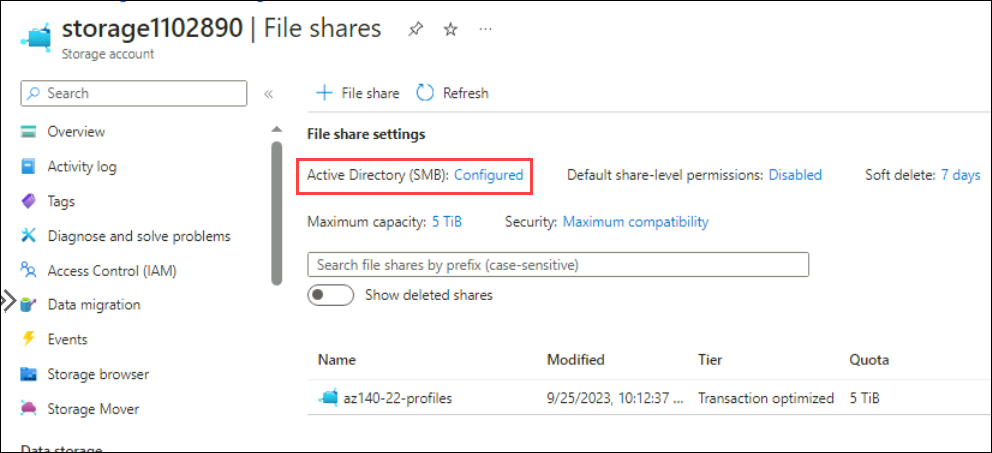 storage1102890 | File shares
Storage account
Search
+ File share
Refresh
Overview
Activity log
Tags
Diagnose and solve problems
Access Control (IAM)
Data migration
Events
Storage browser
Storage Mover
Data storage
File share settings
Active Directory (SMB): Configured Default share-level permissions: Disabled Soft delete: 7 days
Maximum capacity: 5 TiB Security: Maximum compatibility
Search file shares by prefix (case-sensitive)
Show deleted shares
Name Modified Tier Quota
az140-22-profiles 9/25/2023, 10:12:37 ... Transaction optimized 5 TiB